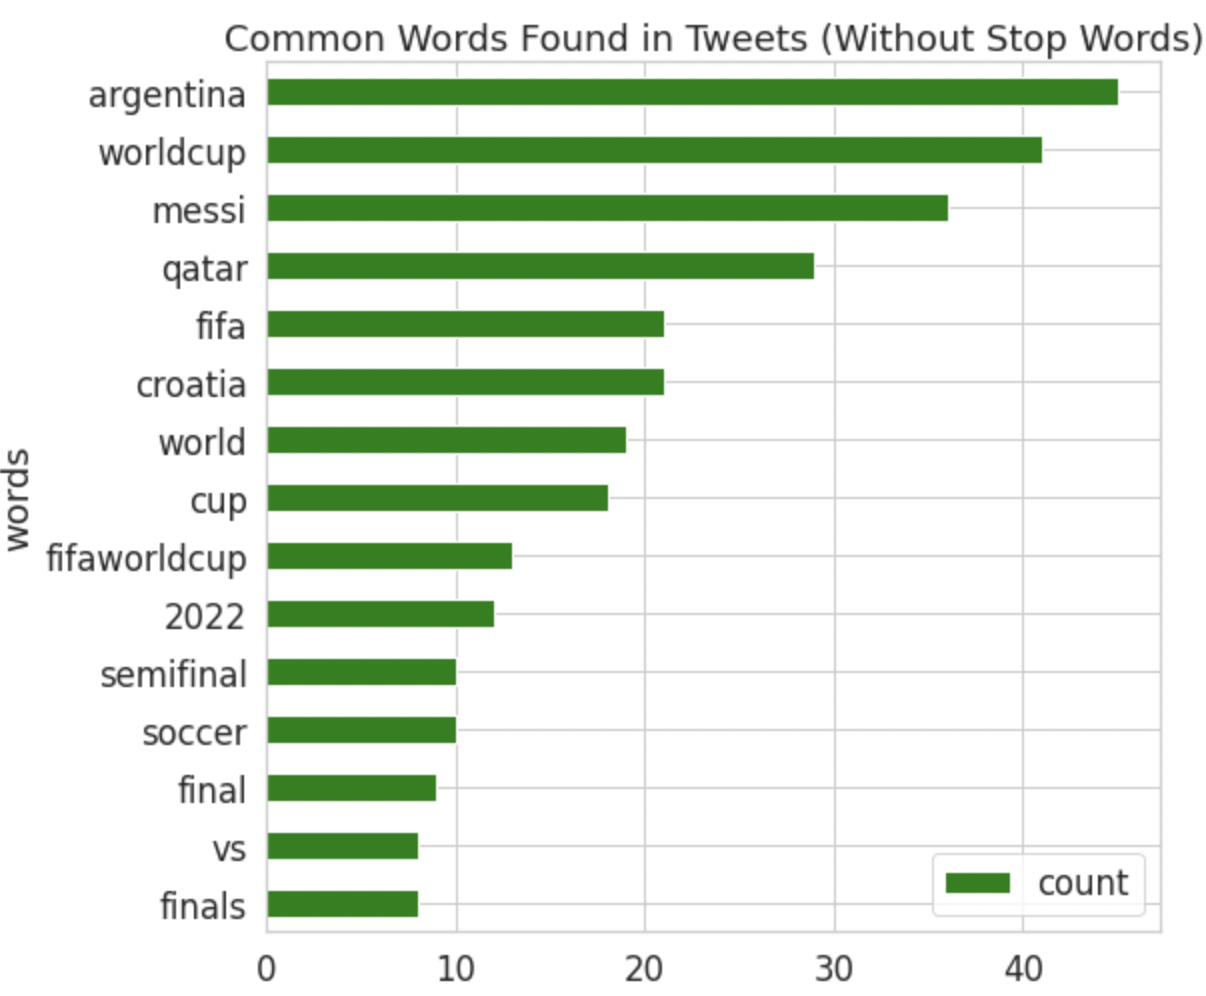 Common Words Found in Tweets (Without Stop Words)
argentina
worldcup
messi
qatar
fifa
croatia
world
cup
fifaworldcup
2022
semifinal
soccer
final
vs
finals
words
count
0 10 20 30 40